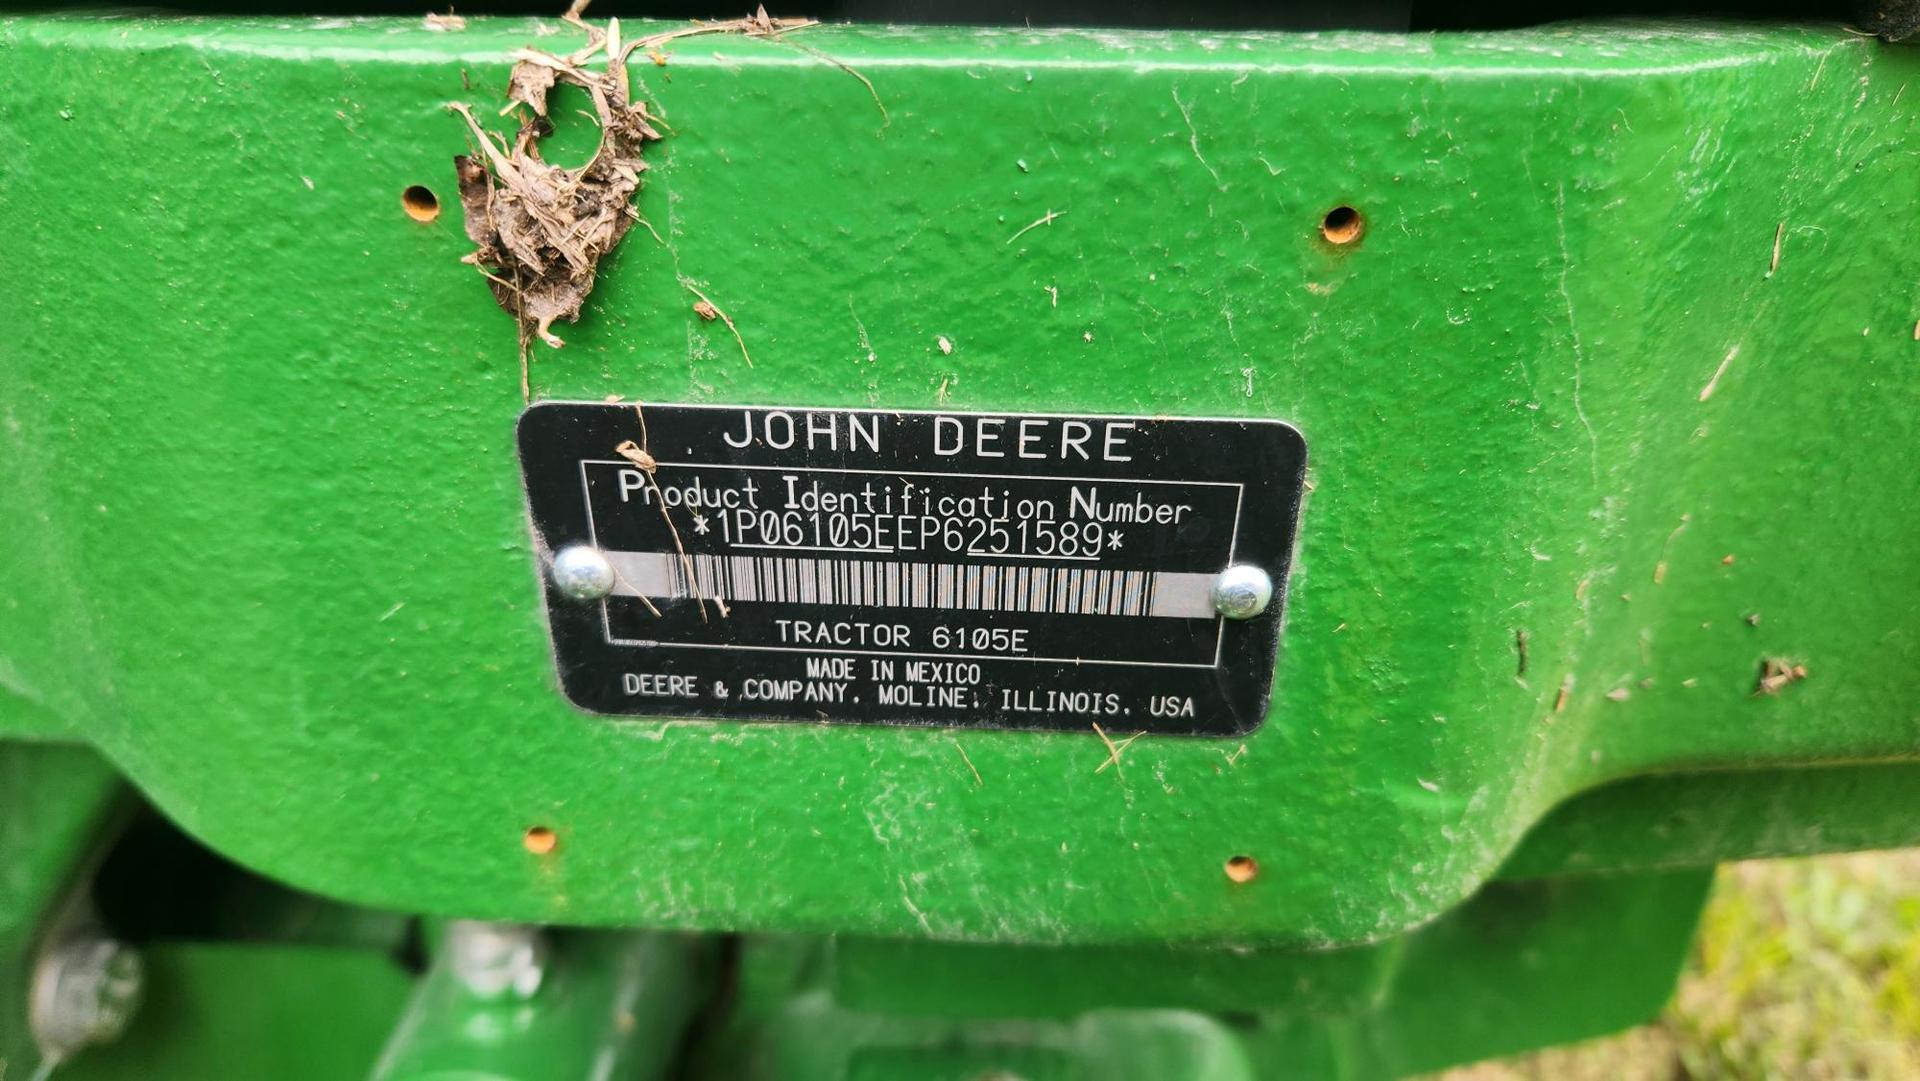 JOHN DEERE
Product Identification Number
*1P06105EEP6251589*
TRACTOR 6105E
MADE IN MEXICO
DEERE & COMPANY, MOLINE, ILLINOIS, USA